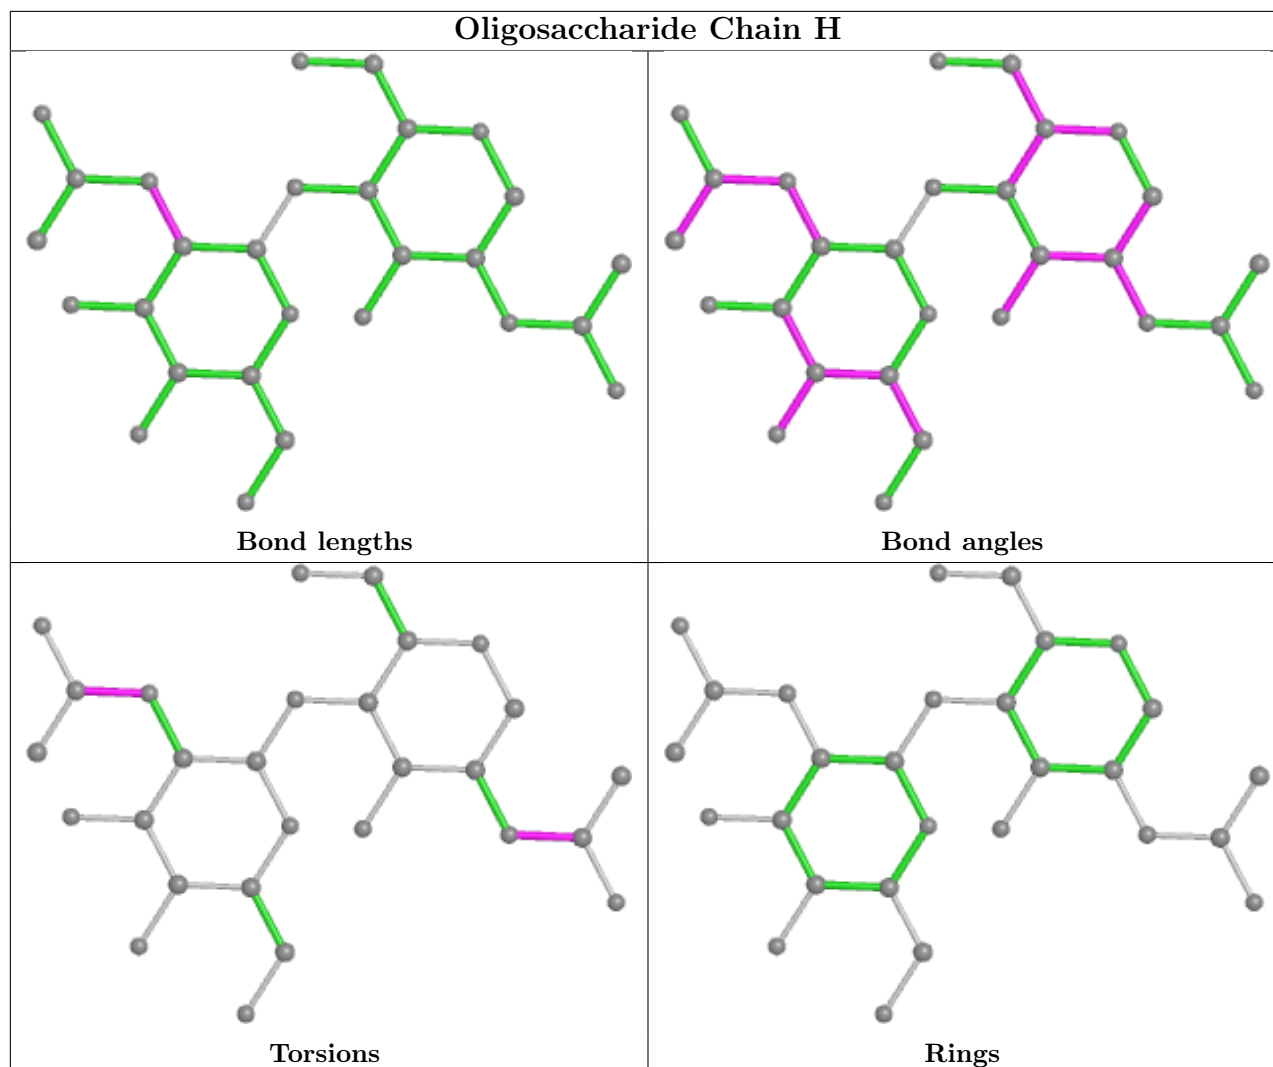 Oligosaccharide Chain H
Bond lengths
Bond angles
Torsions
Rings